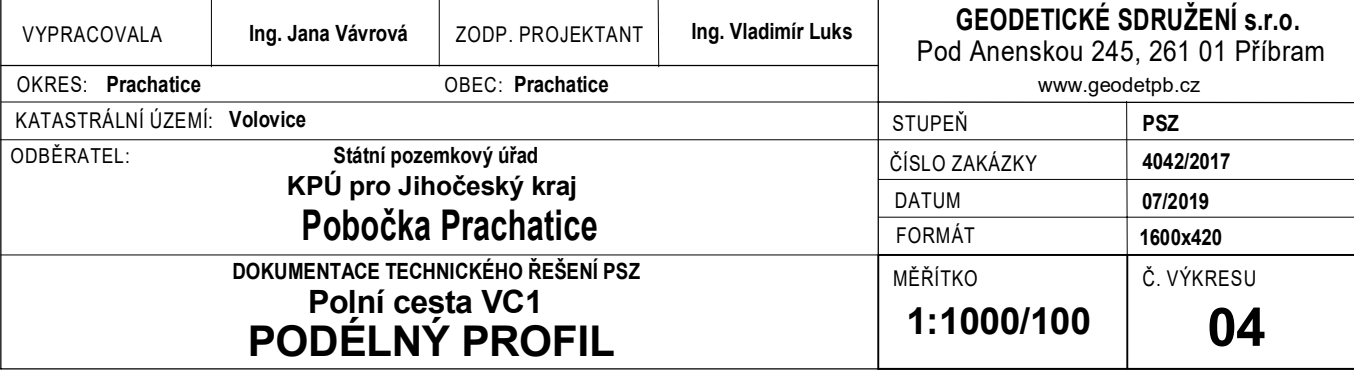 VYPRACOVALA Ing. Jana Vávrová ZODP. PROJEKTANT Ing. Vladimír Luks
GEODETICKÉ SDRUŽENÍ s.r.o.
Pod Anenskou 245, 261 01 Příbram
www.geodetpb.cz
OKRES: Prachatice OBEC: Prachatice
KATASTRÁLNÍ ÚZEMÍ: Volovice
STUPEŇ PSZ
ODBĚRATEL: Státní pozemkový úřad
KPÚ pro Jihočeský kraj
Pobočka Prachatice
ČÍSLO ZAKÁZKY 4042/2017
DATUM 07/2019
FORMÁT 1600x420
DOKUMENTACE TECHNICKÉHO ŘEŠENÍ PSZ
Polní cesta VC1
PODÉLNÝ PROFIL
MĚŘÍTKO
1:1000/100
Č. VÝKRESU
04